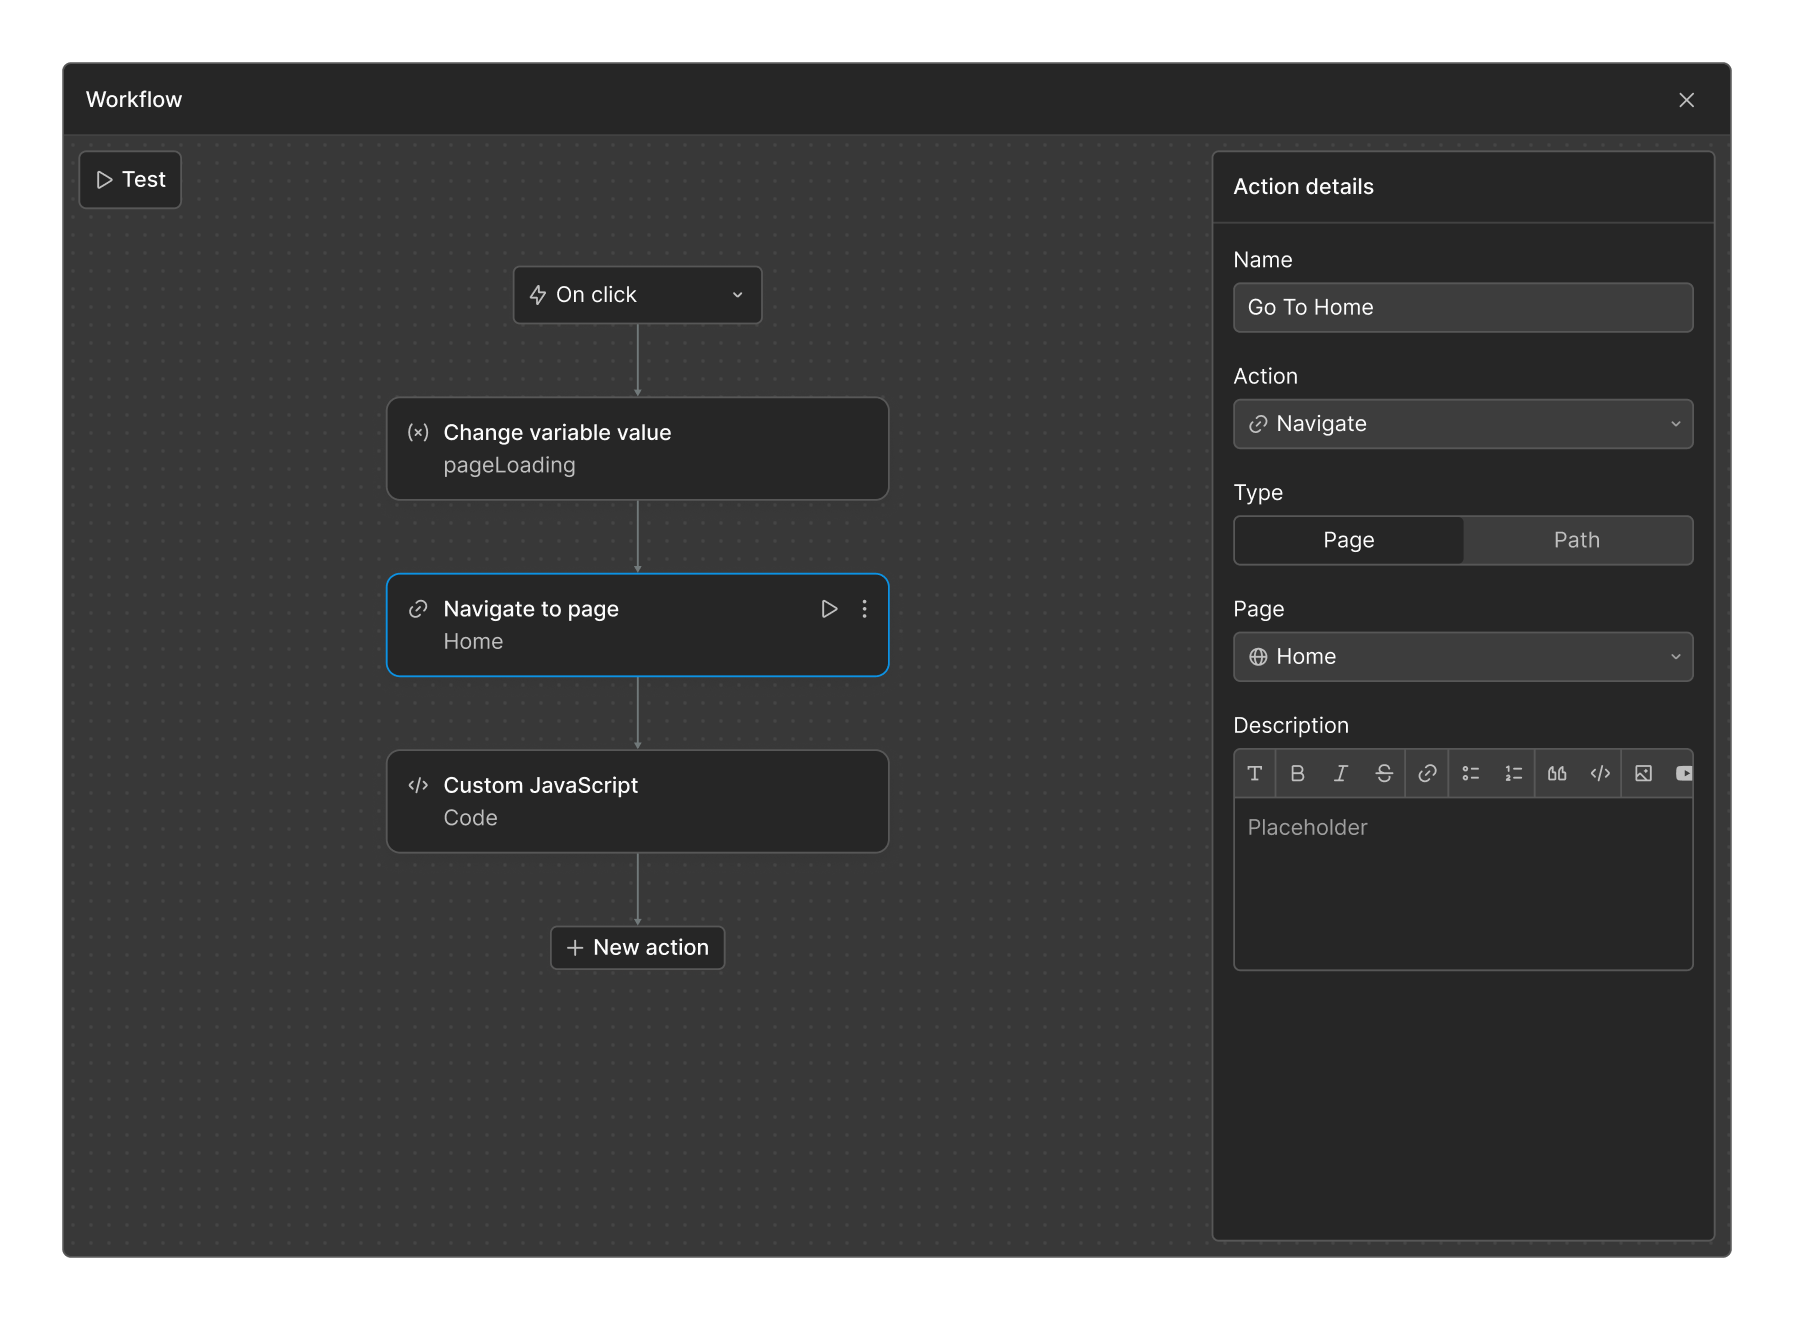 Workflow
Test
On click
Change variable value
pageLoading
Navigate to page
Home
Custom JavaScript
Code
New action
Action details
Name
Go To Home
Action
Navigate
Type
Page Path
Page
Home
Description
Placeholder